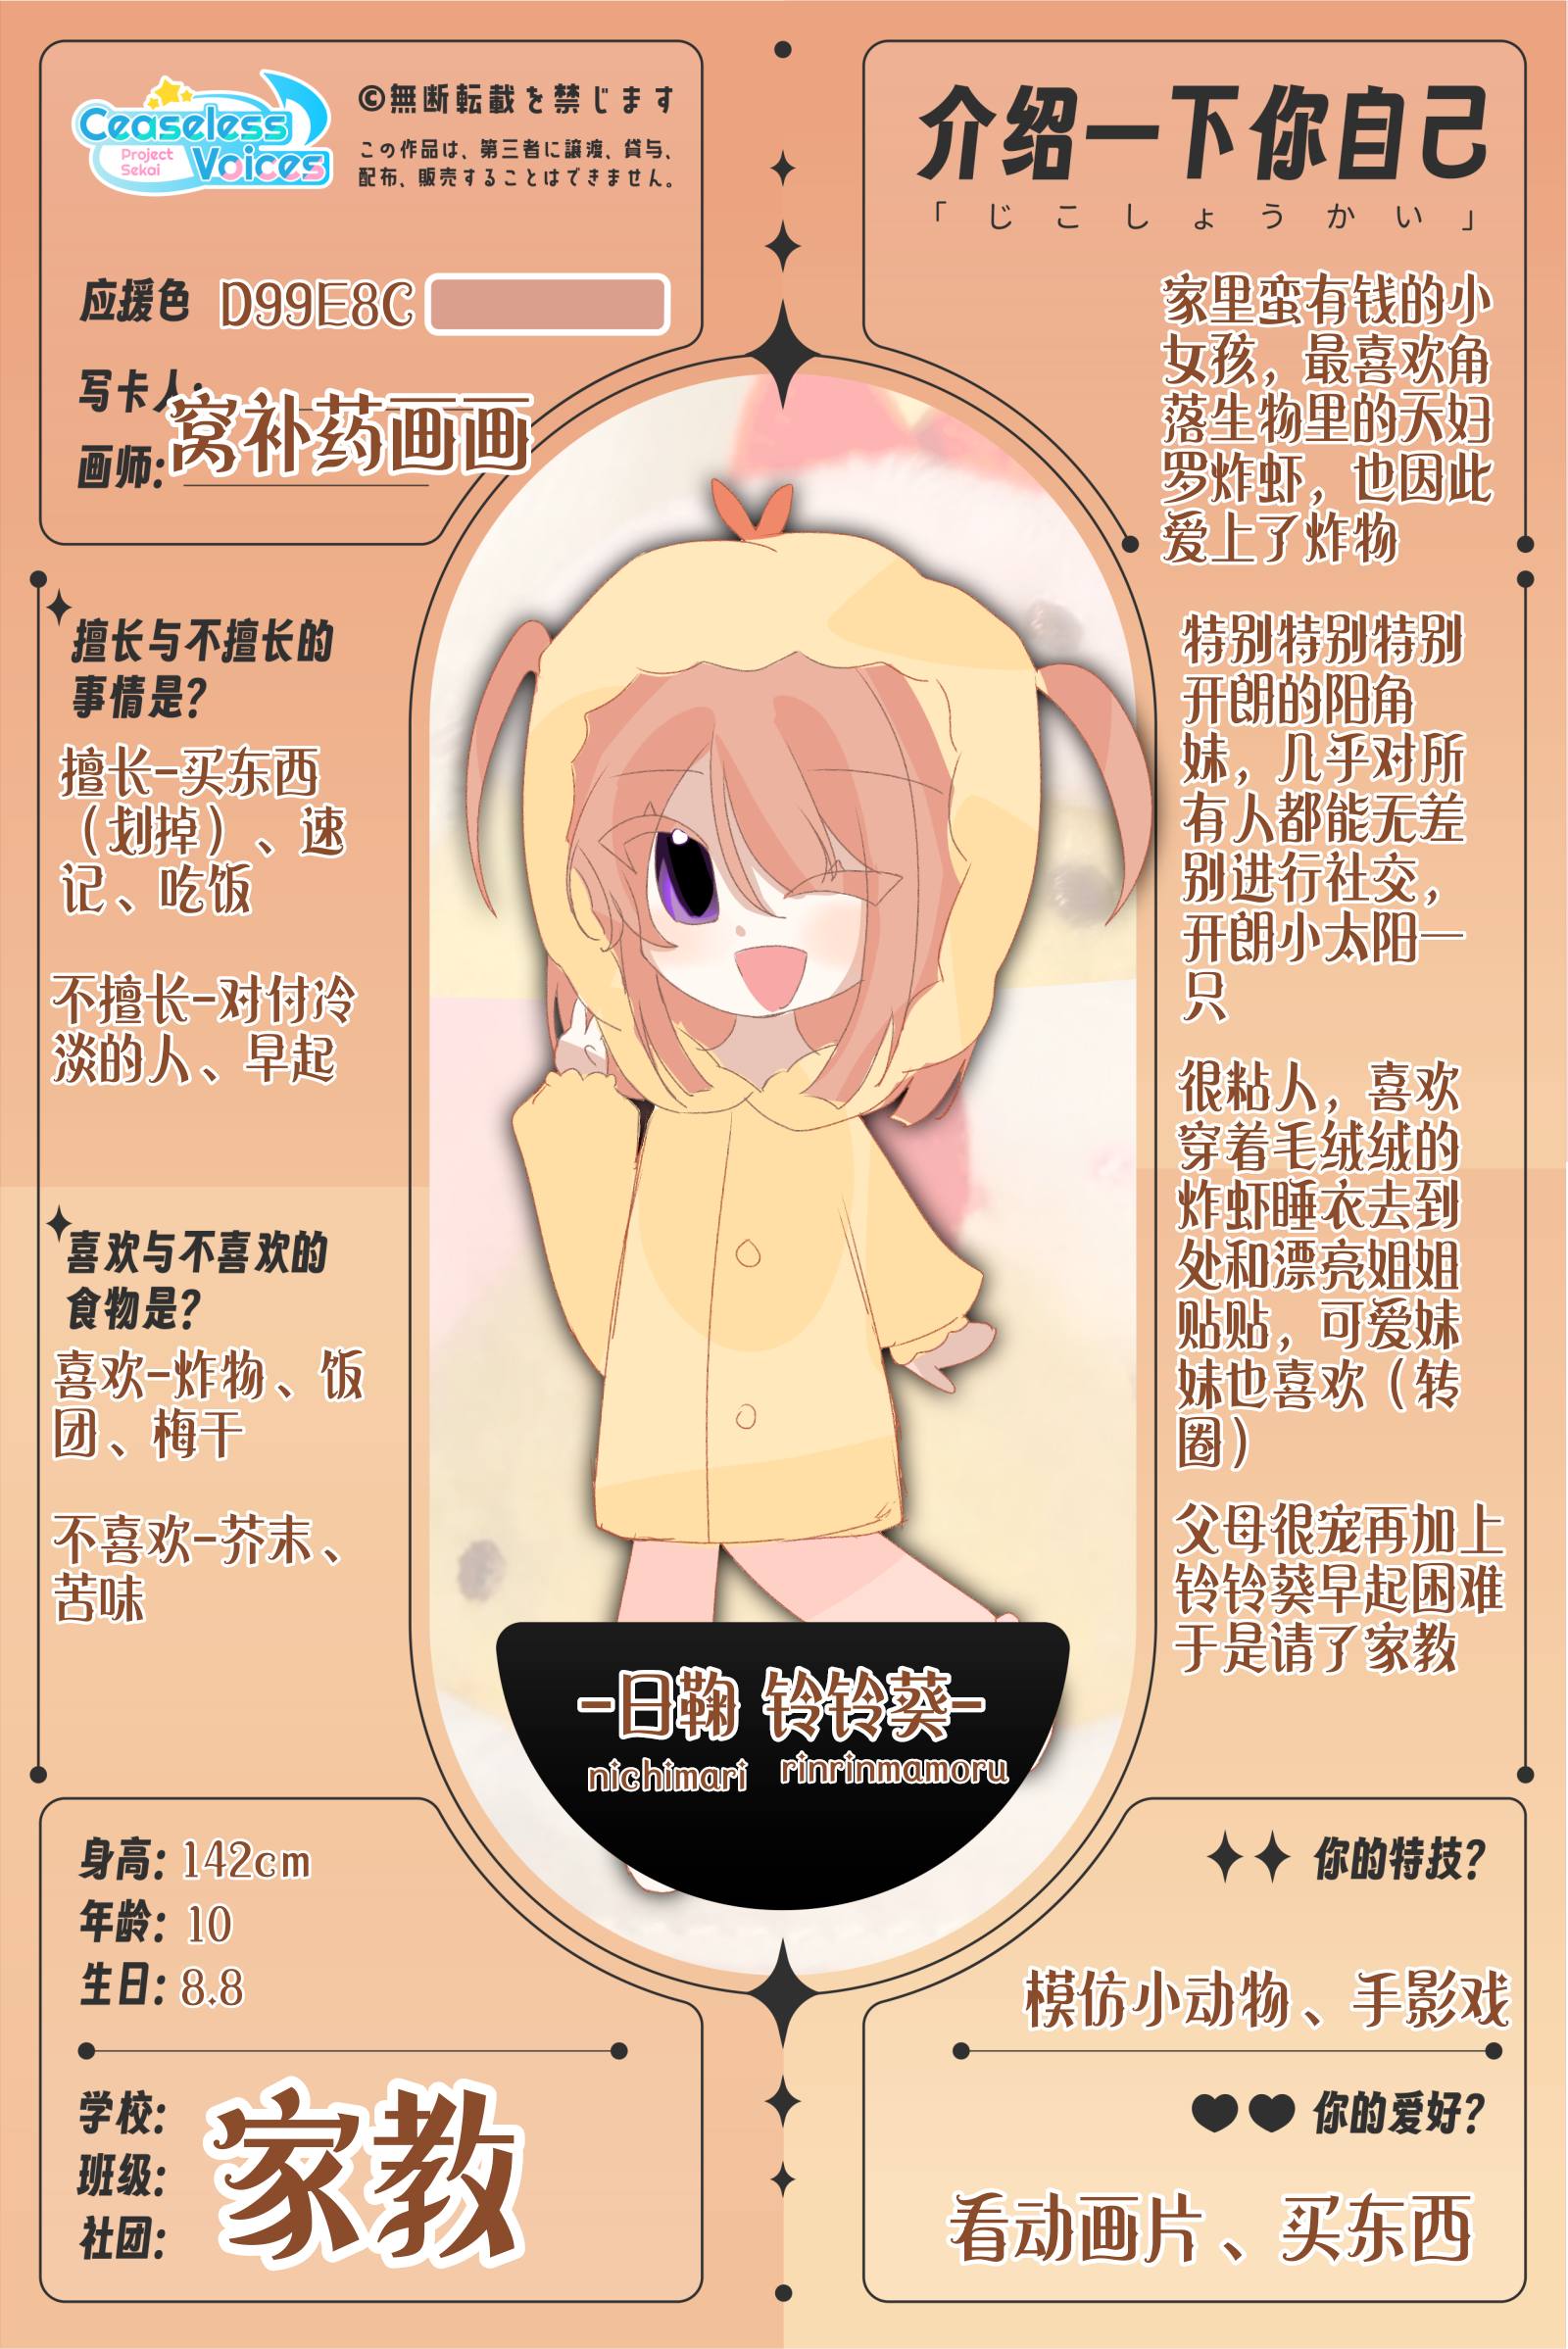 Ceaseless
Voices
Project
Sekai
©無断転載を禁じます
この作品は、第三者に譲渡、貸与、
配布、販売することはできません。
应援色 D99E8C
写卡人:
画师:
窝补药画画
介绍一下你自己
「じこしょうかい」
家里蛮有钱的小
女孩，最喜欢角
落生物里的天妇
罗炸虾，也因此
爱上了炸物
特别特别特别
开朗的阳角
妹，几乎对所
有人都能无差
别进行社交，
开朗小太阳一
只
很粘人，喜欢
穿着毛绒绒的
炸虾睡衣去到
处和漂亮姐姐
贴贴，可爱妹
妹也喜欢（转
圈）
父母很宠再加上
铃铃葵早起困难
于是请了家教
擅长与不擅长的
事情是？
擅长-买东西
（划掉）、速
记、吃饭
不擅长-对付冷
淡的人、早起
喜欢与不喜欢的
食物是？
喜欢-炸物、饭
团、梅干
不喜欢-芥末、
苦味
-日鞠 铃铃葵-
nichimari rinrinmamoru
身高: 142cm
年龄: 10
生日: 8.8
学校:
班级:
社团:
家教
你的特技？
模仿小动物、手影戏
你的爱好？
看动画片、买东西